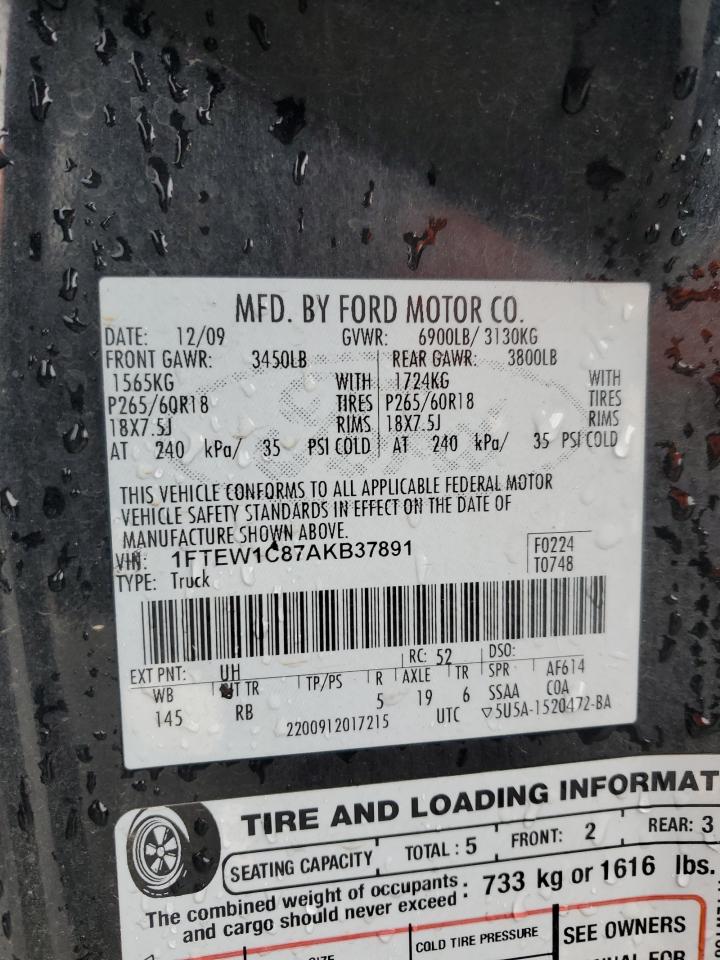 MFD. BY FORD MOTOR CO.
DATE: 12/09 GVWR: 6900LB/ 3130KG
FRONT GAWR: 3450LB REAR GAWR: 3800LB
1565KG WITH 1724KG WITH
P265/60R18 TIRES P265/60R18 TIRES
18X7.5J RIMS 18X7.5J RIMS
AT 240 kPa/ 35 PSI COLD AT 240 kPa/ 35 PSI COLD
THIS VEHICLE CONFORMS TO ALL APPLICABLE FEDERAL MOTOR
VEHICLE SAFETY STANDARDS IN EFFECT ON THE DATE OF
MANUFACTURE SHOWN ABOVE.
VIN: 1FTEW1C87AKB37891 F0224
TYPE: Truck T0748
EXT PNT: UH RC: 52 DSO:
WB INT TR TP/PS R AXLE TR SPR AF614
145 RB 5 19 6 SSAA COA
2200912017215 UTC ▽5U5A-1520472-BA
TIRE AND LOADING INFORMAT
SEATING CAPACITY TOTAL: 5 FRONT: 2 REAR: 3
The combined weight of occupants
and cargo should never exceed : 733 kg or 1616 lbs.
COLD TIRE PRESSURE SEE OWNERS